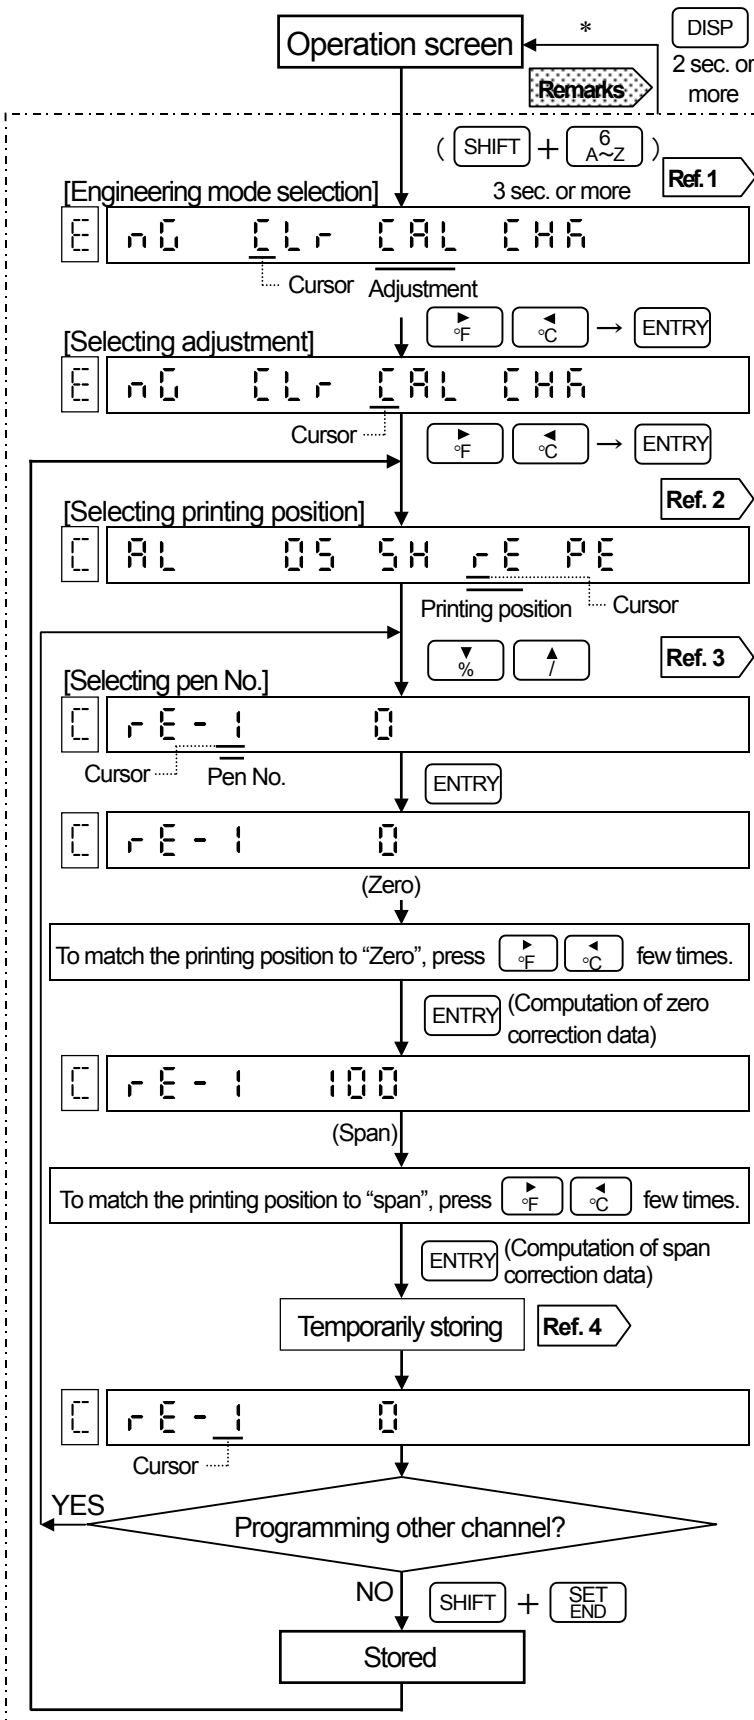 Operation screen
*
DISP
2 sec. or
more
Remarks
( SHIFT + 6 A~Z )
3 sec. or more
Ref. 1
[Engineering mode selection]
E nG CLr CAL CHK
Cursor Adjustment
▶ °F ◀ °C → ENTRY
[Selecting adjustment]
E nG CLr CAL CHK
Cursor
▶ °F ◀ °C → ENTRY
Ref. 2
[Selecting printing position]
C AL OS SH rE PE
Printing position Cursor
▼ % ▲ /
Ref. 3
[Selecting pen No.]
C rE-1 0
Cursor Pen No.
ENTRY
C rE-1 0
(Zero)
To match the printing position to “Zero”, press ▶ °F ◀ °C few times.
ENTRY (Computation of zero
correction data)
C rE-1 100
(Span)
To match the printing position to “span”, press ▶ °F ◀ °C few times.
ENTRY (Computation of span
correction data)
Temporarily storing
Ref. 4
C rE-1 0
Cursor
YES
Programming other channel?
NO
SHIFT + SET END
Stored